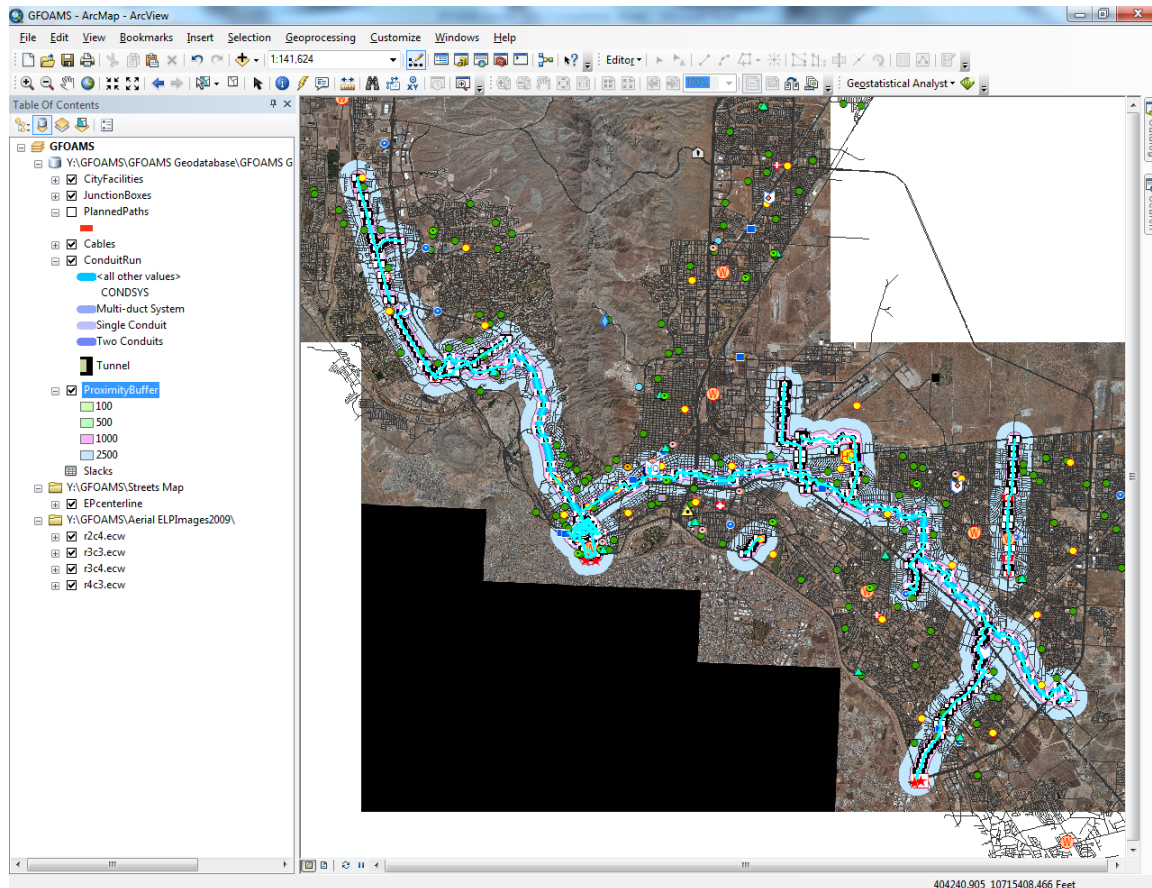 GFOAMS - ArcMap - ArcView
File Edit View Bookmarks Insert Selection Geoprocessing Customize Windows Help
1:141,624
Editor
100%
Geostatistical Analyst
Table Of Contents
GFOAMS
Y:\GFOAMS\GFOAMS Geodatabase\GFOAMS G
CityFacilities
JunctionBoxes
PlannedPaths
Cables
ConduitRun
<all other values>
CONDSYS
Multi-duct System
Single Conduit
Two Conduits
Tunnel
ProximityBuffer
100
500
1000
2500
Slacks
Y:\GFOAMS\Streets Map
EPcenterline
Y:\GFOAMS\Aerial ELPImages2009\
r2c4.ecw
r3c3.ecw
r3c4.ecw
r4c3.ecw
W
W
W
W
W
W
W
404240.905 10715408.466 Feet